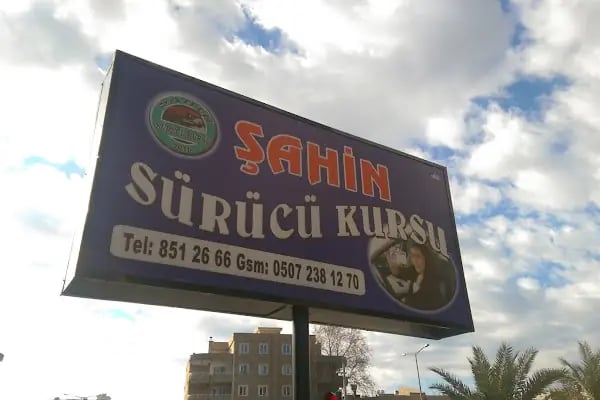 ŞAHİN
SÜRÜCÜ KURSU
Tel: 851 26 66 Gsm: 0507 238 12 70